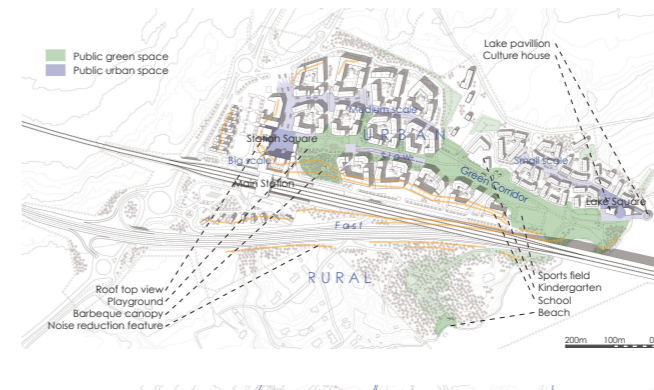 Public green space
Public urban space
Lake pavillion
Culture house
Medium scale
URBAN
Station Square
Slow
Big scale
Small scale
Green Corridor
Main Station
Lake Square
Fast
RURAL
Roof top view
Playground
Barbeque canopy
Noise reduction feature
Sports field
Kindergarten
School
Beach
200m 100m 0